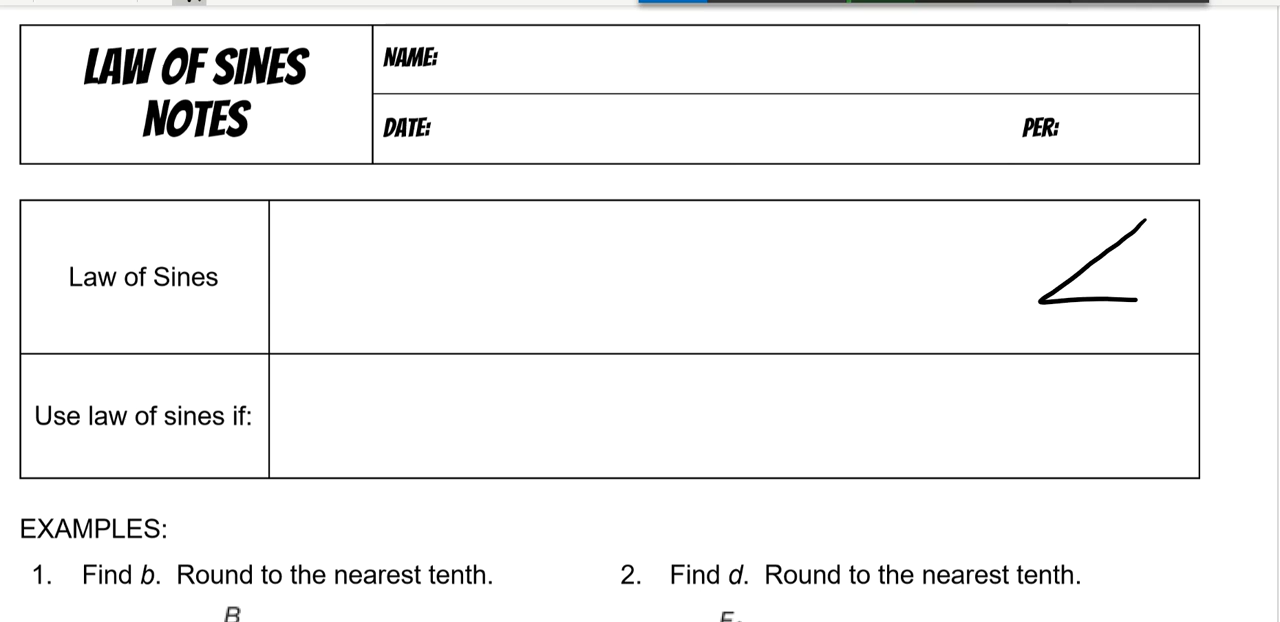 LAW OF SINES
NOTES
NAME:
DATE: PER:
Law of Sines
Use law of sines if:
EXAMPLES:
1. Find b. Round to the nearest tenth. 2. Find d. Round to the nearest tenth.
B